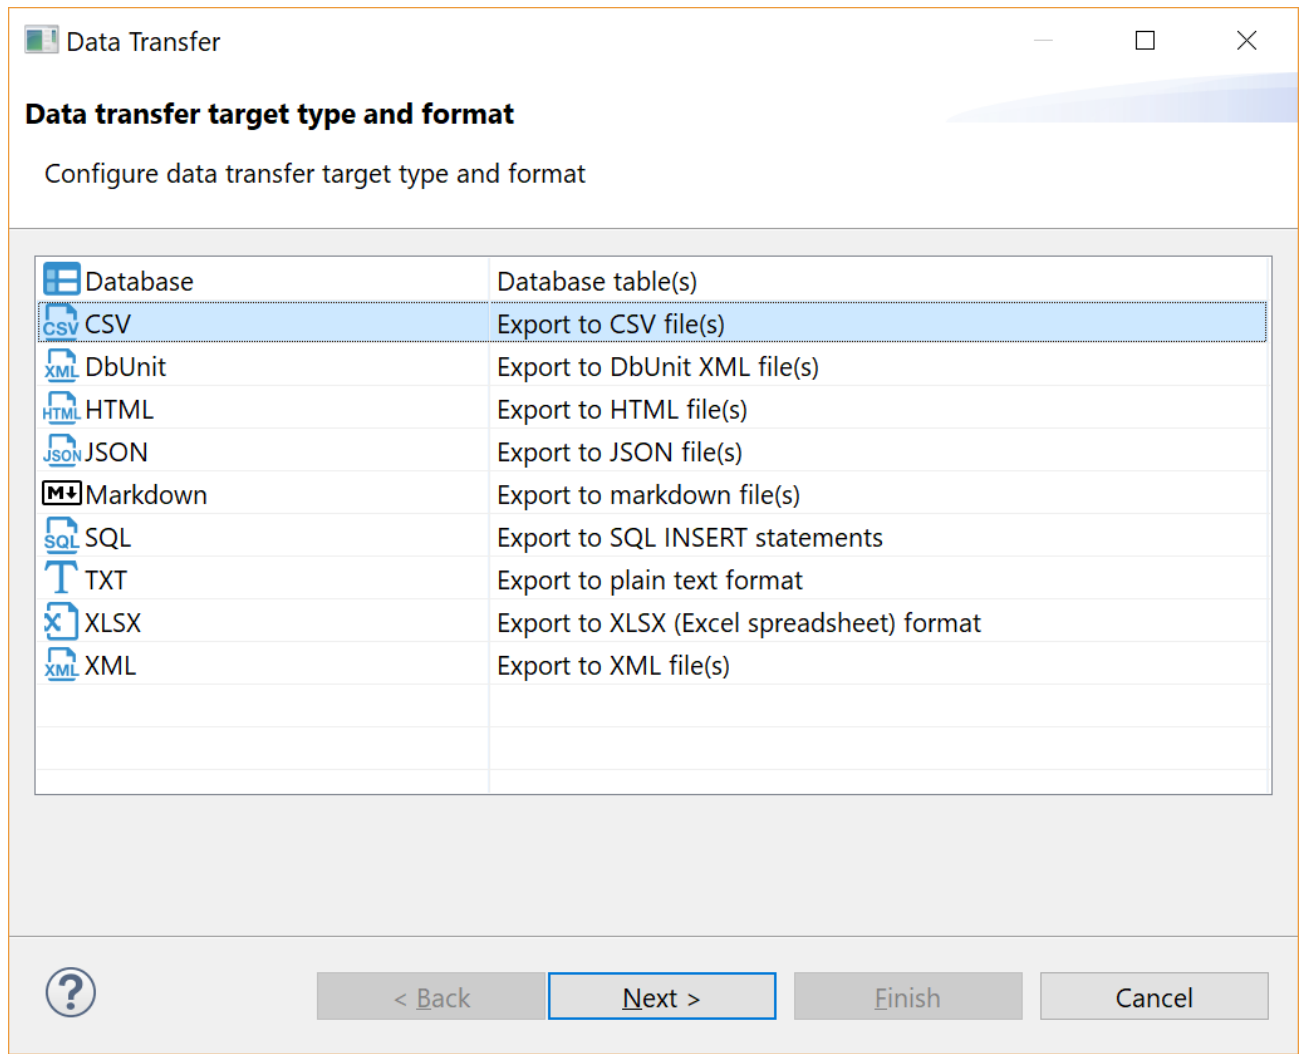 Data Transfer
Data transfer target type and format
Configure data transfer target type and format
Database Database table(s)
CSV CSV Export to CSV file(s)
XML DbUnit Export to DbUnit XML file(s)
HTML HTML Export to HTML file(s)
JSON JSON Export to JSON file(s)
M Markdown Export to markdown file(s)
SQL SQL Export to SQL INSERT statements
T TXT Export to plain text format
X XLSX Export to XLSX (Excel spreadsheet) format
XML XML Export to XML file(s)
? < Back Next > Finish Cancel